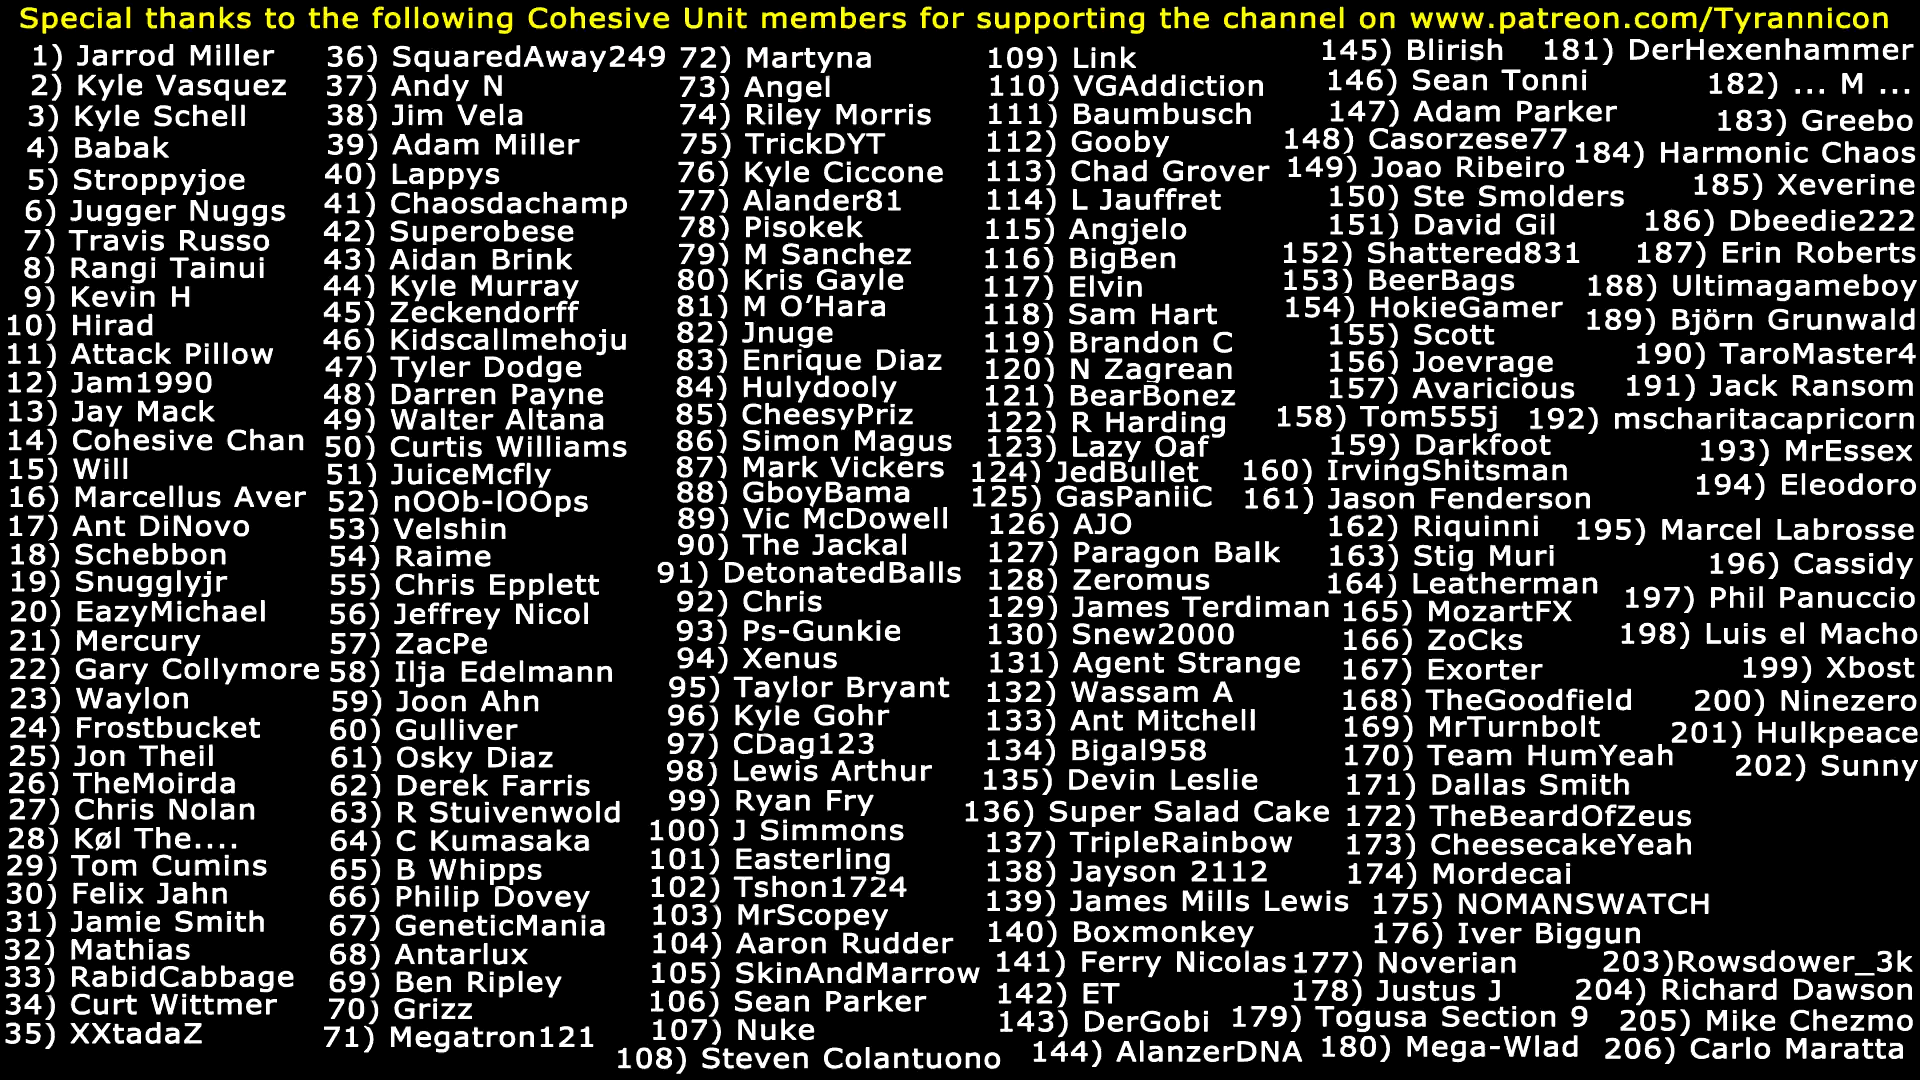 Special thanks to the following Cohesive Unit members for supporting the channel on www.patreon.com/Tyrannicon
1) Jarrod Miller
2) Kyle Vasquez
3) Kyle Schell
4) Babak
5) Stroppyjoe
6) Jugger Nuggs
7) Travis Russo
8) Rangi Tainui
9) Kevin H
10) Hirad
11) Attack Pillow
12) Jam1990
13) Jay Mack
14) Cohesive Chan
15) Will
16) Marcellus Aver
17) Ant DiNovo
18) Schebbon
19) Snugglyjr
20) EazyMichael
21) Mercury
22) Gary Collymore
23) Waylon
24) Frostbucket
25) Jon Theil
26) TheMoirda
27) Chris Nolan
28) Køl The....
29) Tom Cumins
30) Felix Jahn
31) Jamie Smith
32) Mathias
33) RabidCabbage
34) Curt Wittmer
35) XXtadaZ
36) SquaredAway249
37) Andy N
38) Jim Vela
39) Adam Miller
40) Lappys
41) Chaosdachamp
42) Superobese
43) Aidan Brink
44) Kyle Murray
45) Zeckendorff
46) Kidscallmehoju
47) Tyler Dodge
48) Darren Payne
49) Walter Altana
50) Curtis Williams
51) JuiceMcfly
52) nOOb-lOOps
53) Velshin
54) Raime
55) Chris Epplett
56) Jeffrey Nicol
57) ZacPe
58) Ilja Edelmann
59) Joon Ahn
60) Gulliver
61) Osky Diaz
62) Derek Farris
63) R Stuivenwold
64) C Kumasaka
65) B Whipps
66) Philip Dovey
67) GeneticMania
68) Antarlux
69) Ben Ripley
70) Grizz
71) Megatron121
72) Martyna
73) Angel
74) Riley Morris
75) TrickDYT
76) Kyle Ciccone
77) Alander81
78) Pisokek
79) M Sanchez
80) Kris Gayle
81) M O’Hara
82) Jnuge
83) Enrique Diaz
84) Hulydooly
85) CheesyPriz
86) Simon Magus
87) Mark Vickers
88) GboyBama
89) Vic McDowell
90) The Jackal
91) DetonatedBalls
92) Chris
93) Ps-Gunkie
94) Xenus
95) Taylor Bryant
96) Kyle Gohr
97) CDag123
98) Lewis Arthur
99) Ryan Fry
100) J Simmons
101) Easterling
102) Tshon1724
103) MrScopey
104) Aaron Rudder
105) SkinAndMarrow
106) Sean Parker
107) Nuke
108) Steven Colantuono
109) Link
110) VGAddiction
111) Baumbusch
112) Gooby
113) Chad Grover
114) L Jauffret
115) Angjelo
116) BigBen
117) Elvin
118) Sam Hart
119) Brandon C
120) N Zagrean
121) BearBonez
122) R Harding
123) Lazy Oaf
124) JedBullet
125) GasPaniiC
126) AJO
127) Paragon Balk
128) Zeromus
129) James Terdiman
130) Snew2000
131) Agent Strange
132) Wassam A
133) Ant Mitchell
134) Bigal958
135) Devin Leslie
136) Super Salad Cake
137) TripleRainbow
138) Jayson 2112
139) James Mills Lewis
140) Boxmonkey
141) Ferry Nicolas
142) ET
143) DerGobi
144) AlanzerDNA
145) Blirish
146) Sean Tonni
147) Adam Parker
148) Casorzese77
149) Joao Ribeiro
150) Ste Smolders
151) David Gil
152) Shattered831
153) BeerBags
154) HokieGamer
155) Scott
156) Joevrage
157) Avaricious
158) Tom555j
159) Darkfoot
160) IrvingShitsman
161) Jason Fenderson
162) Riquinni
163) Stig Muri
164) Leatherman
165) MozartFX
166) ZoCks
167) Exorter
168) TheGoodfield
169) MrTurnbolt
170) Team HumYeah
171) Dallas Smith
172) TheBeardOfZeus
173) CheesecakeYeah
174) Mordecai
175) NOMANSWATCH
176) Iver Biggun
177) Noverian
178) Justus J
179) Togusa Section 9
180) Mega-Wlad
181) DerHexenhammer
182) ... M ...
183) Greebo
184) Harmonic Chaos
185) Xeverine
186) Dbeedie222
187) Erin Roberts
188) Ultimagameboy
189) Björn Grunwald
190) TaroMaster4
191) Jack Ransom
192) mscharitacapricorn
193) MrEssex
194) Eleodoro
195) Marcel Labrosse
196) Cassidy
197) Phil Panuccio
198) Luis el Macho
199) Xbost
200) Ninezero
201) Hulkpeace
202) Sunny
203)Rowsdower_3k
204) Richard Dawson
205) Mike Chezmo
206) Carlo Maratta